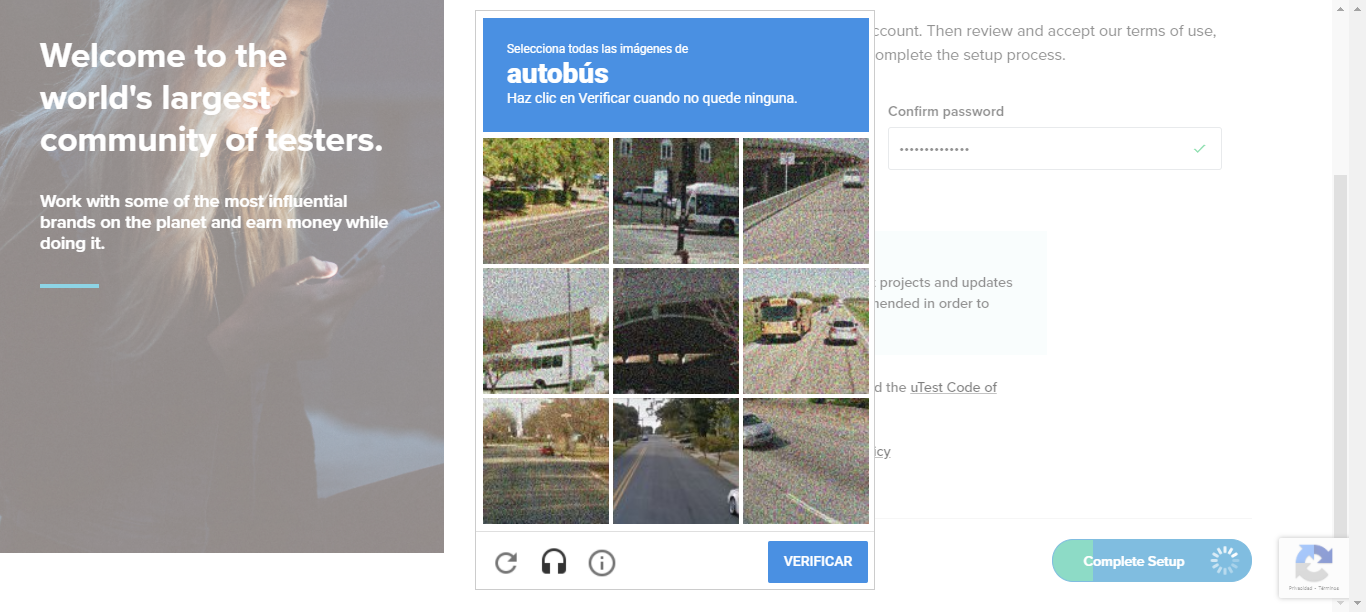 Welcome to the
world's largest
community of testers.
Work with some of the most influential
brands on the planet and earn money while
doing it.
Selecciona todas las imágenes de
autobús
Haz clic en Verificar cuando no quede ninguna.
VERIFICAR
ccount. Then review and accept our terms of use,
omplete the setup process.
Confirm password
••••••••••••••
t projects and updates
nended in order to
d the uTest Code of
icy
Complete Setup
Privacidad - Términos